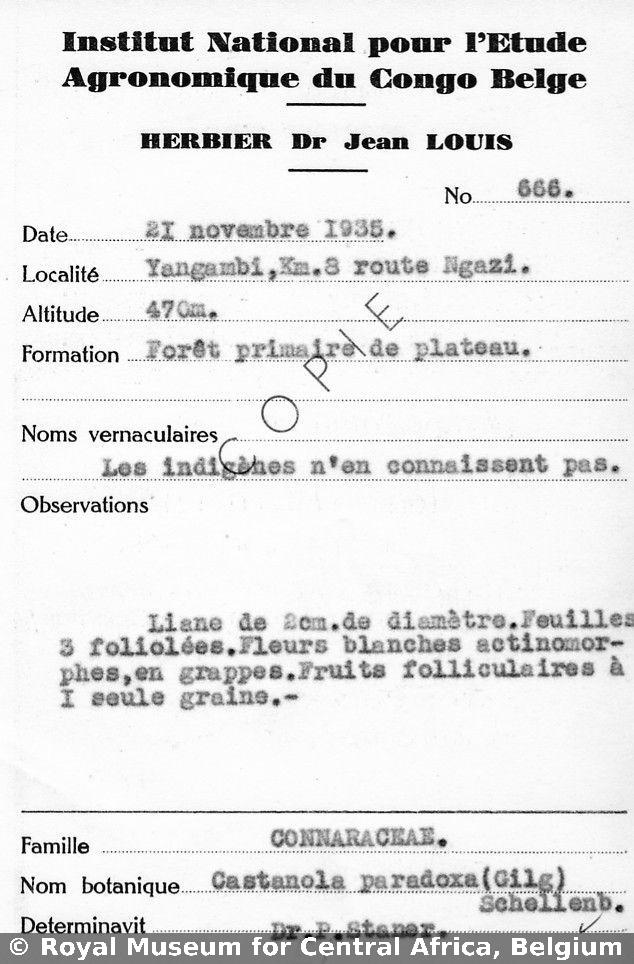 Institut National pour l'Etude
Agronomique du Congo Belge
HERBIER Dr Jean LOUIS
No 666.
Date 21 novembre 1935.
Localité Yangambi,Km.8 route Ngazi.
Altitude 470m.
Formation Forêt primaire de plateau.
COPIE
Noms vernaculaires
Les indigènes n'en connaissent pas.
Observations
Liane de 2cm.de diamètre.Feuilles
3 foliolées.Fleurs blanches actinomor-
phes,en grappes.Fruits folliculaires à
I seule graine.-
Famille CONNARACEAE.
Nom botanique Castanola paradoxa(Gilg)
Schellenb.
Determinavit Dr.P.Staner.
© Royal Museum for Central Africa, Belgium